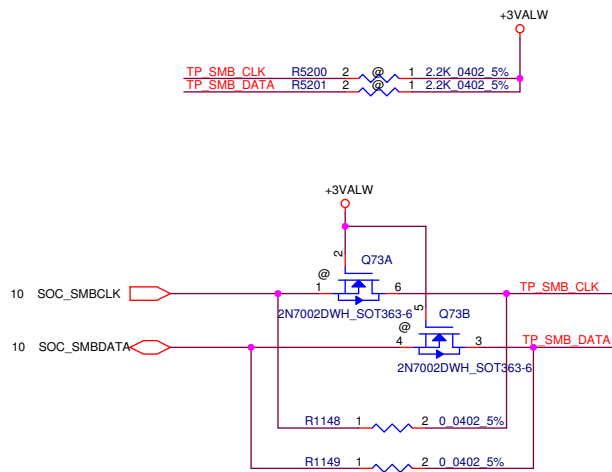 +3VALW
TP_SMB_CLK R5200 2 @ 1 2.2K_0402_5%
TP_SMB_DATA R5201 2 @ 1 2.2K_0402_5%
+3VALW
2 Q73A
@
10 SOC_SMBCLK 1 6 TP_SMB_CLK
2N7002DWH_SOT363-6
5 Q73B
@
10 SOC_SMBDATA 4 3 TP_SMB_DATA
2N7002DWH_SOT363-6
R1148 1 2 0_0402_5%
R1149 1 2 0_0402_5%